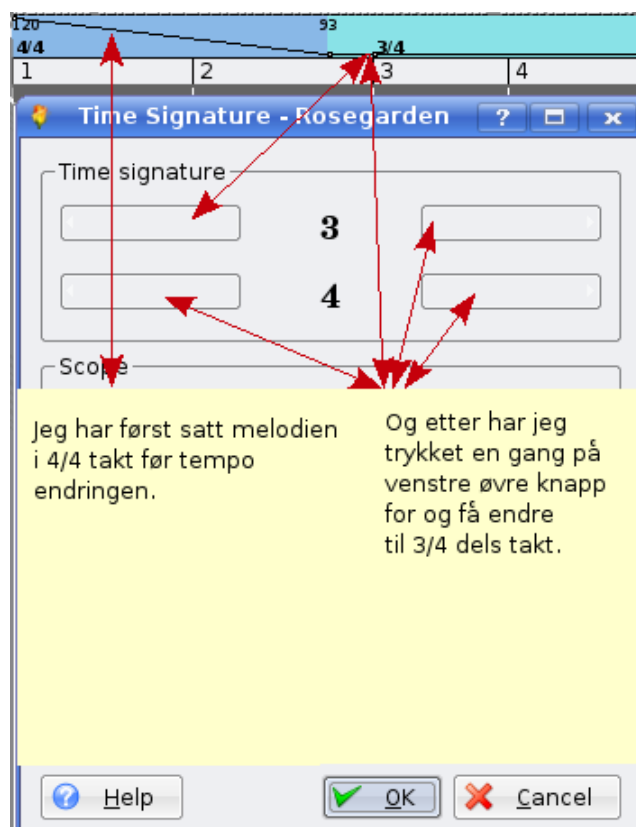 120 93
4/4 3/4
1 2 3 4
Time Signature - Rosegarden ?
Time signature
3
4
Scope
Jeg har først satt melodien
i 4/4 takt før tempo
endringen.
Og etter har jeg
trykket en gang på
venstre øvre knapp
for og få endre
til 3/4 dels takt.
Help OK Cancel